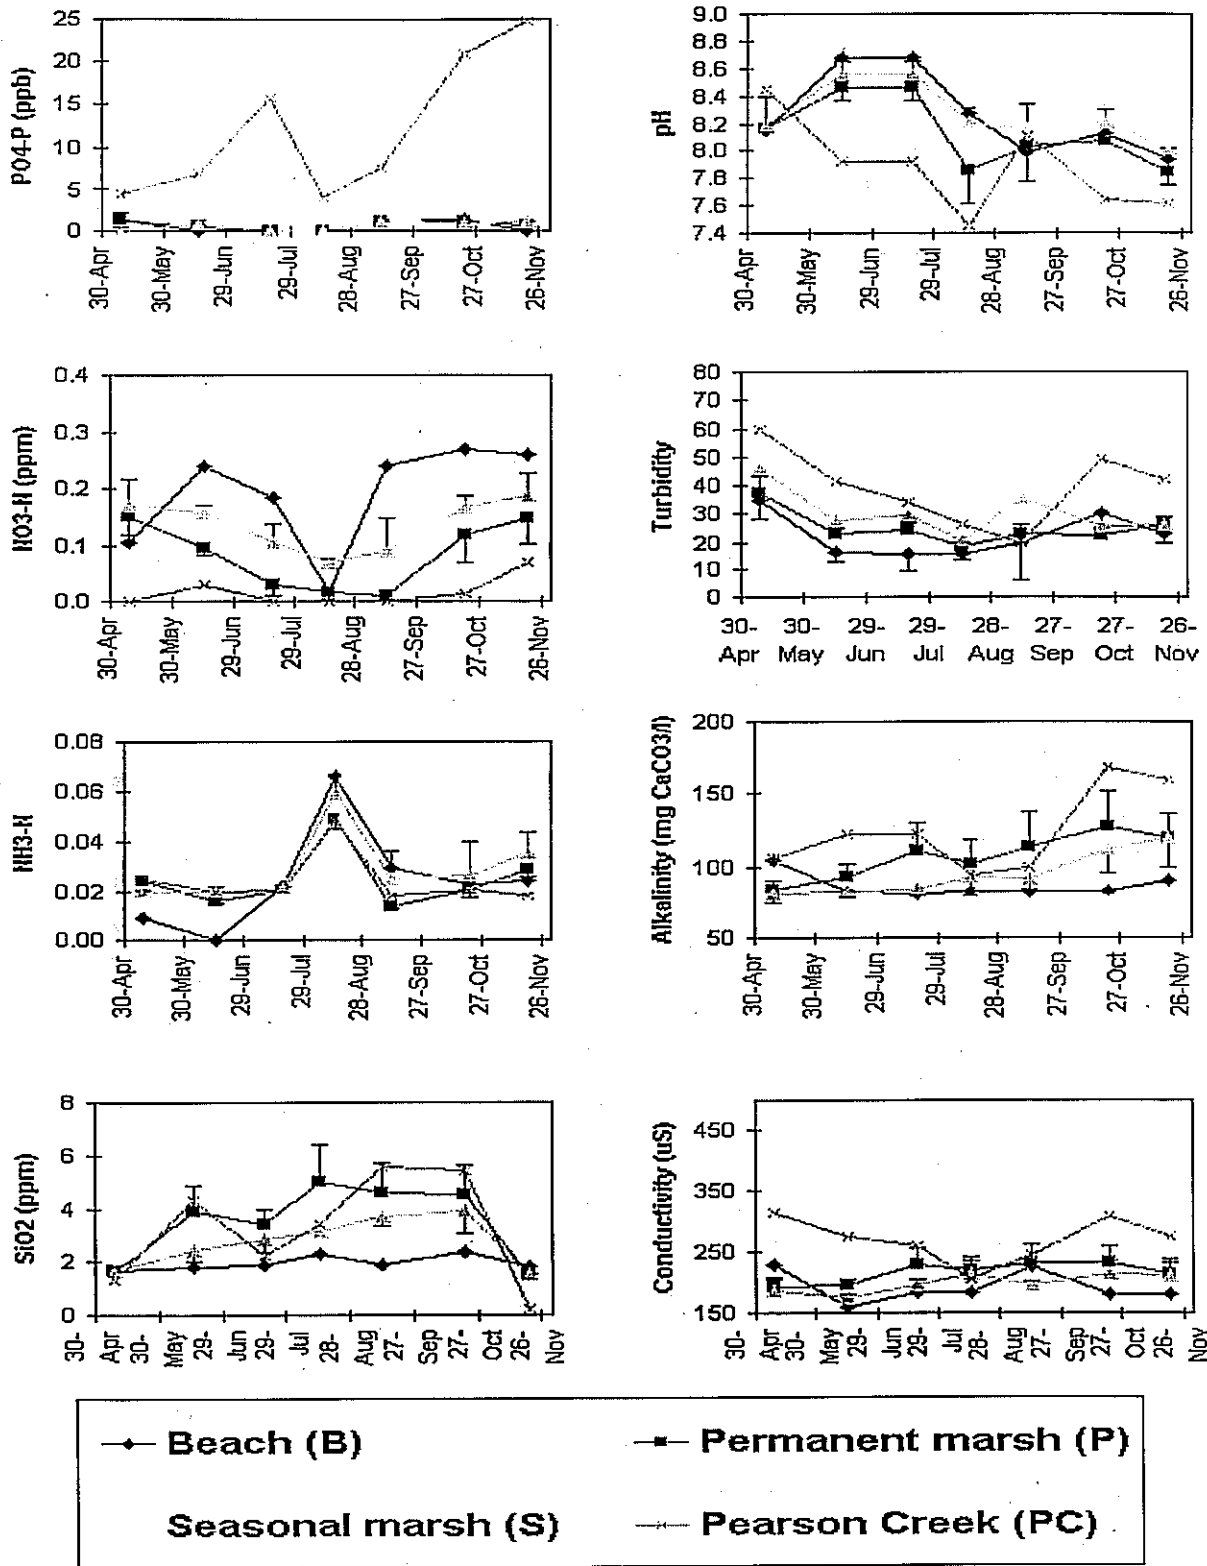 PO4-P (ppb)
25
20
15
10
5
0
30-Apr
30-May
29-Jun
29-Jul
28-Aug
27-Sep
27-Oct
26-Nov
pH
9.0
8.8
8.6
8.4
8.2
8.0
7.8
7.6
7.4
30-Apr
30-May
29-Jun
29-Jul
28-Aug
27-Sep
27-Oct
26-Nov
NO3-N (ppm)
0.4
0.3
0.2
0.1
0.0
30-Apr
30-May
29-Jun
29-Jul
28-Aug
27-Sep
27-Oct
26-Nov
Turbidity
80
70
60
50
40
30
20
10
0
30- 30- 29- 29- 28- 27- 27- 26-
Apr May Jun Jul Aug Sep Oct Nov
NH3-N
0.08
0.06
0.04
0.02
0.00
30-Apr
30-May
29-Jun
29-Jul
28-Aug
27-Sep
27-Oct
26-Nov
Alkalinity (mg CaCO3/l)
200
150
100
50
30-Apr
30-May
29-Jun
29-Jul
28-Aug
27-Sep
27-Oct
26-Nov
SiO2 (ppm)
8
6
4
2
0
30-
Apr
30-
May
29-
Jun
29-
Jul
28-
Aug
27-
Sep
27-
Oct
26-
Nov
Conductivity (uS)
450
350
250
150
30-
Apr
30-
May
29-
Jun
29-
Jul
28-
Aug
27-
Sep
27-
Oct
26-
Nov
Beach (B)
Permanent marsh (P)
Seasonal marsh (S)
Pearson Creek (PC)